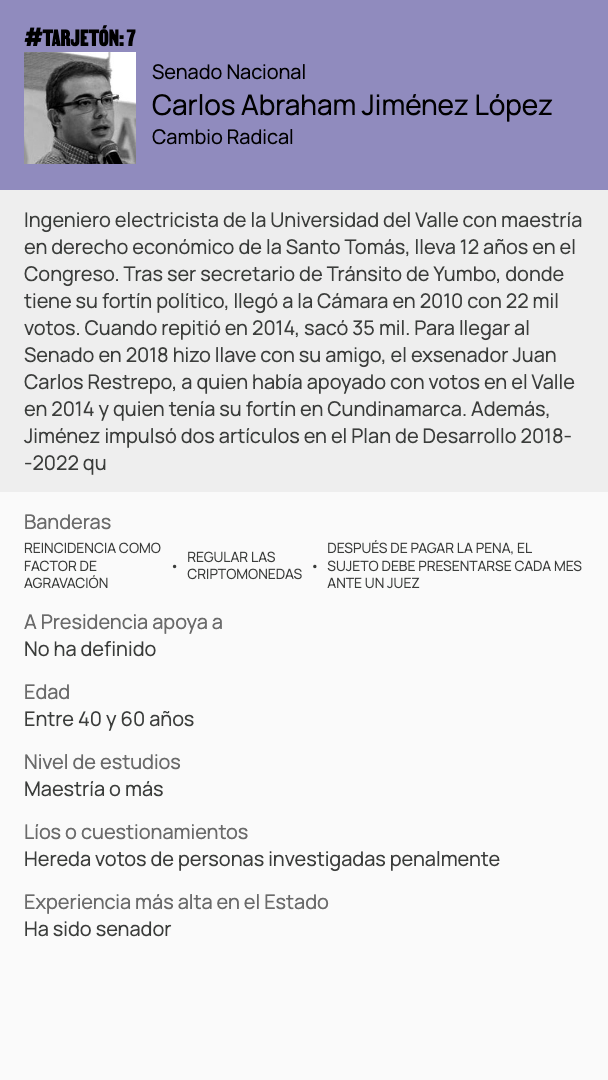 #TARJETÓN: 7
Senado Nacional
Carlos Abraham Jiménez López
Cambio Radical
Ingeniero electricista de la Universidad del Valle con maestría
en derecho económico de la Santo Tomás, lleva 12 años en el
Congreso. Tras ser secretario de Tránsito de Yumbo, donde
tiene su fortín político, llegó a la Cámara en 2010 con 22 mil
votos. Cuando repitió en 2014, sacó 35 mil. Para llegar al
Senado en 2018 hizo llave con su amigo, el exsenador Juan
Carlos Restrepo, a quien había apoyado con votos en el Valle
en 2014 y quien tenía su fortín en Cundinamarca. Además,
Jiménez impulsó dos artículos en el Plan de Desarrollo 2018-
-2022 qu
Banderas
REINCIDENCIA COMO
FACTOR DE
AGRAVACIÓN
• REGULAR LAS
CRIPTOMONEDAS
• DESPUÉS DE PAGAR LA PENA, EL
SUJETO DEBE PRESENTARSE CADA MES
ANTE UN JUEZ
A Presidencia apoya a
No ha definido
Edad
Entre 40 y 60 años
Nivel de estudios
Maestría o más
Líos o cuestionamientos
Hereda votos de personas investigadas penalmente
Experiencia más alta en el Estado
Ha sido senador